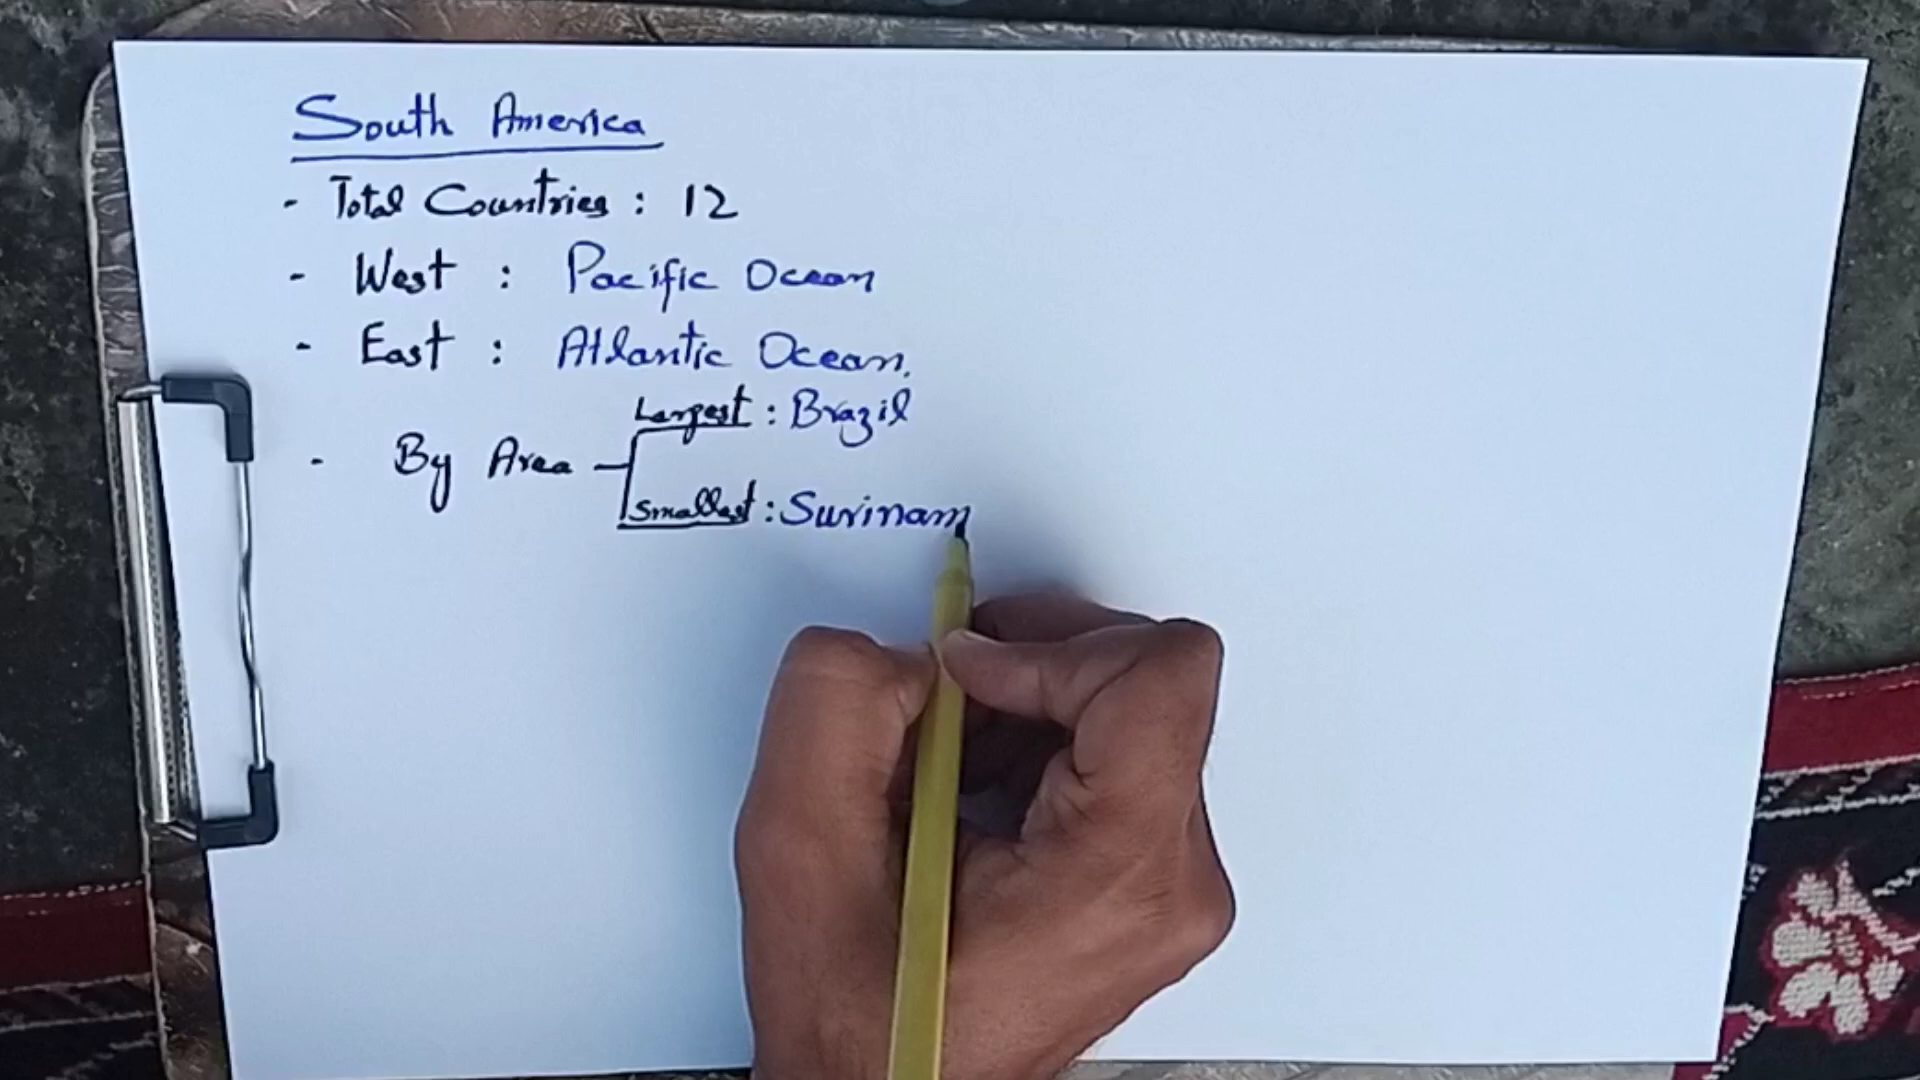 South America
- Total Countries : 12
- West : Pacific Ocean
- East : Atlantic Ocean.
Largest : Brazil
- By Area
Smallest : Surinam